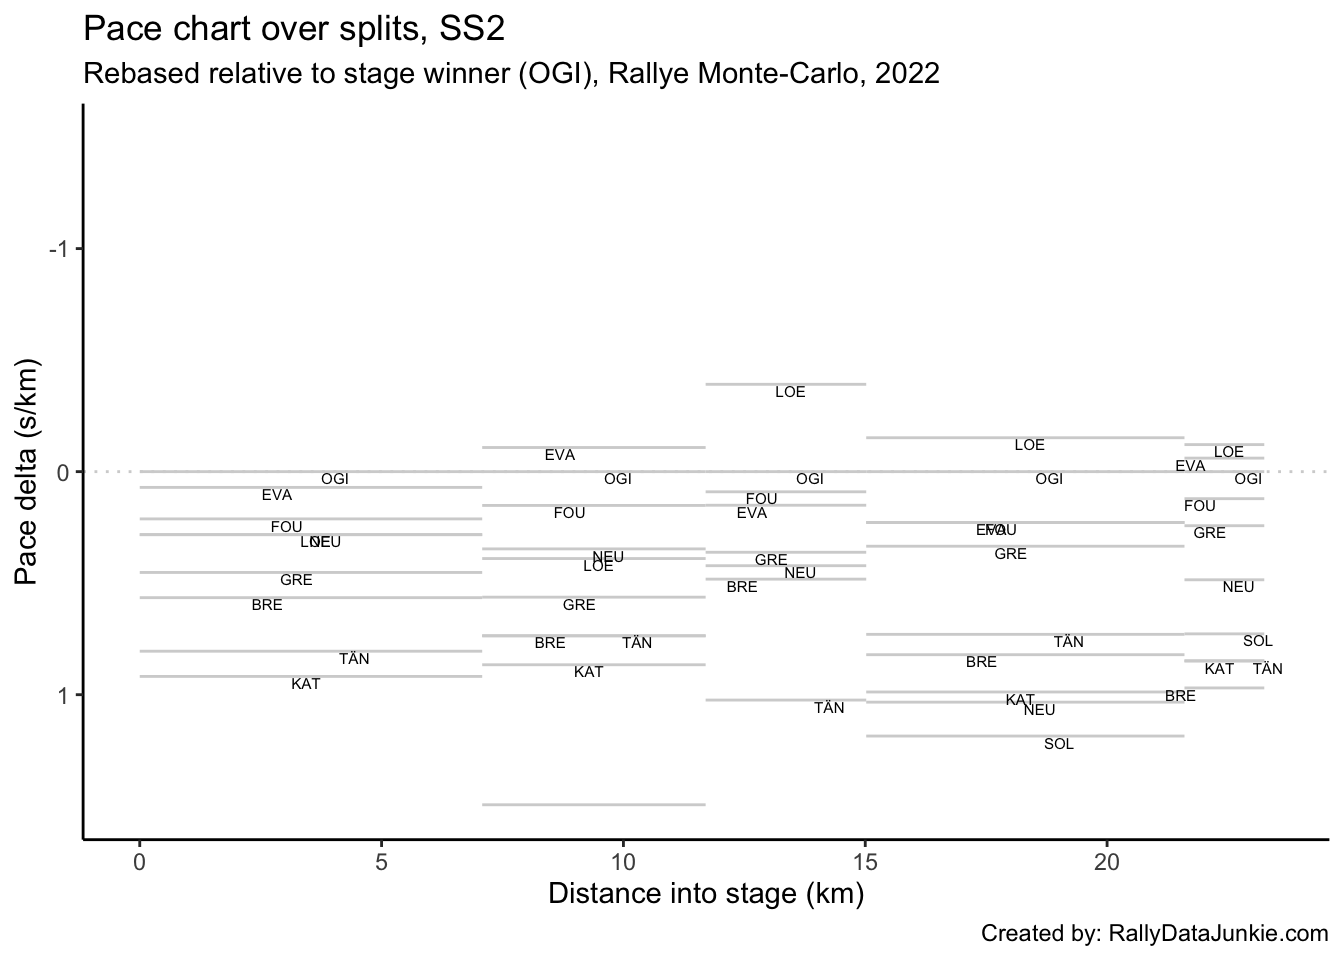 Pace chart over splits, SS2
Rebased relative to stage winner (OGI), Rallye Monte-Carlo, 2022
Pace delta (s/km)
-1
0
1
LOE
LOE
LOE
EVA
EVA
OGI
OGI
OGI
OGI
OGI
EVA
FOU
FOU
FOU
EVA
FOU
FOU
EVA
LOE
NEU
GRE
NEU
LOE
GRE
NEU
GRE
GRE
BRE
GRE
BRE
NEU
TÄN
BRE
TÄN
TÄN
SOL
BRE
KAT
KAT
KAT
TÄN
TÄN
KAT
NEU
BRE
SOL
0
5
10
15
20
Distance into stage (km)
Created by: RallyDataJunkie.com